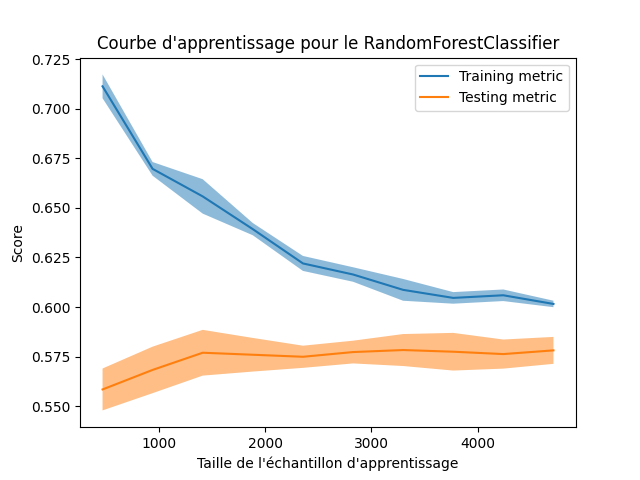 Courbe d'apprentissage pour le RandomForestClassifier
Training metric
Testing metric
0.725
0.700
0.675
0.650
0.625
0.600
0.575
0.550
Score
1000 2000 3000 4000
Taille de l'échantillon d'apprentissage